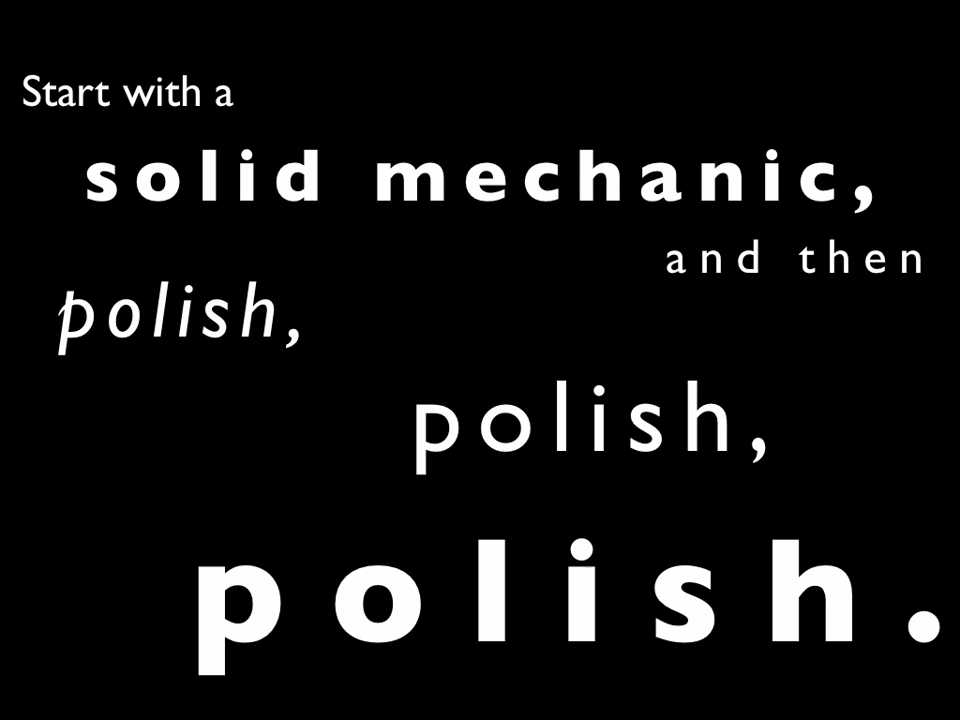 Start with a
solid mechanic,
and then
polish,
polish,
polish.